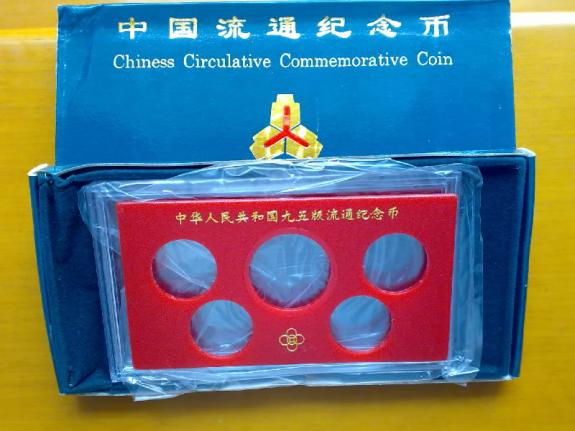 中国流通纪念币
Chiness Circulative Commemorative Coin
中华人民共和国九五版流通纪念币